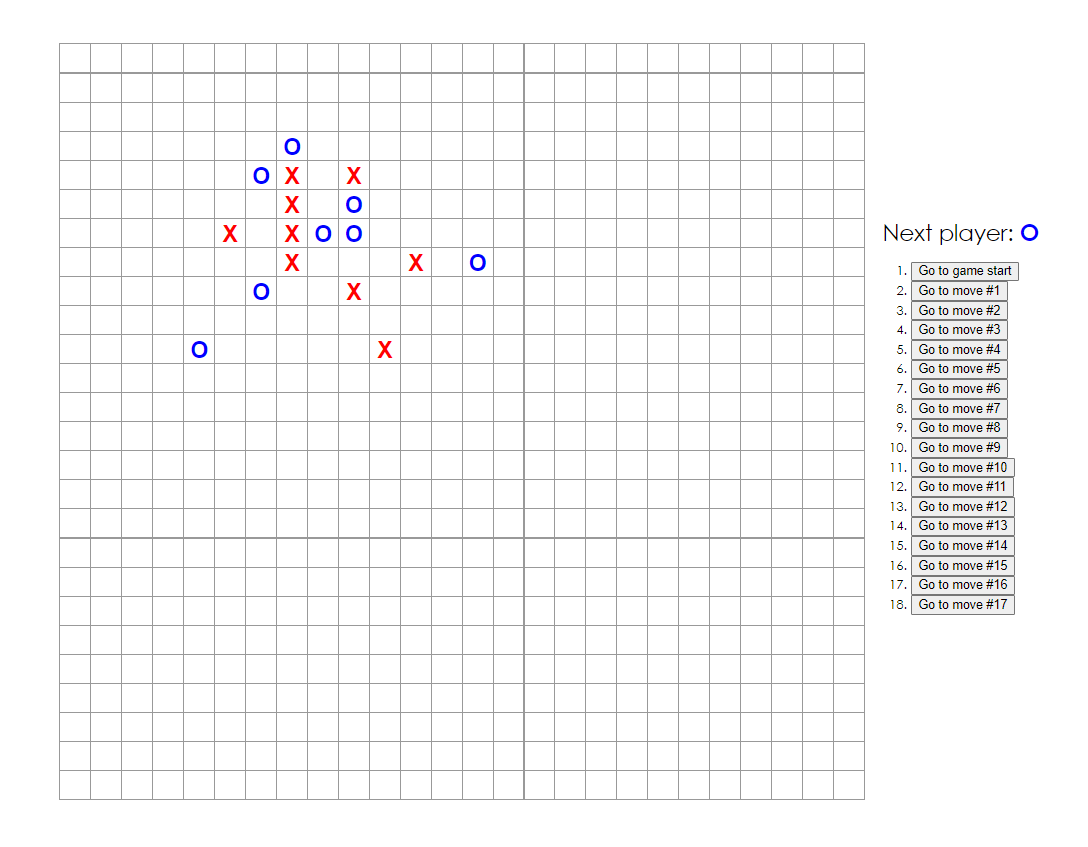 O
O X X
X O
X X O O
X X O
O X
O X
Next player: O
1. Go to game start
2. Go to move #1
3. Go to move #2
4. Go to move #3
5. Go to move #4
6. Go to move #5
7. Go to move #6
8. Go to move #7
9. Go to move #8
10. Go to move #9
11. Go to move #10
12. Go to move #11
13. Go to move #12
14. Go to move #13
15. Go to move #14
16. Go to move #15
17. Go to move #16
18. Go to move #17